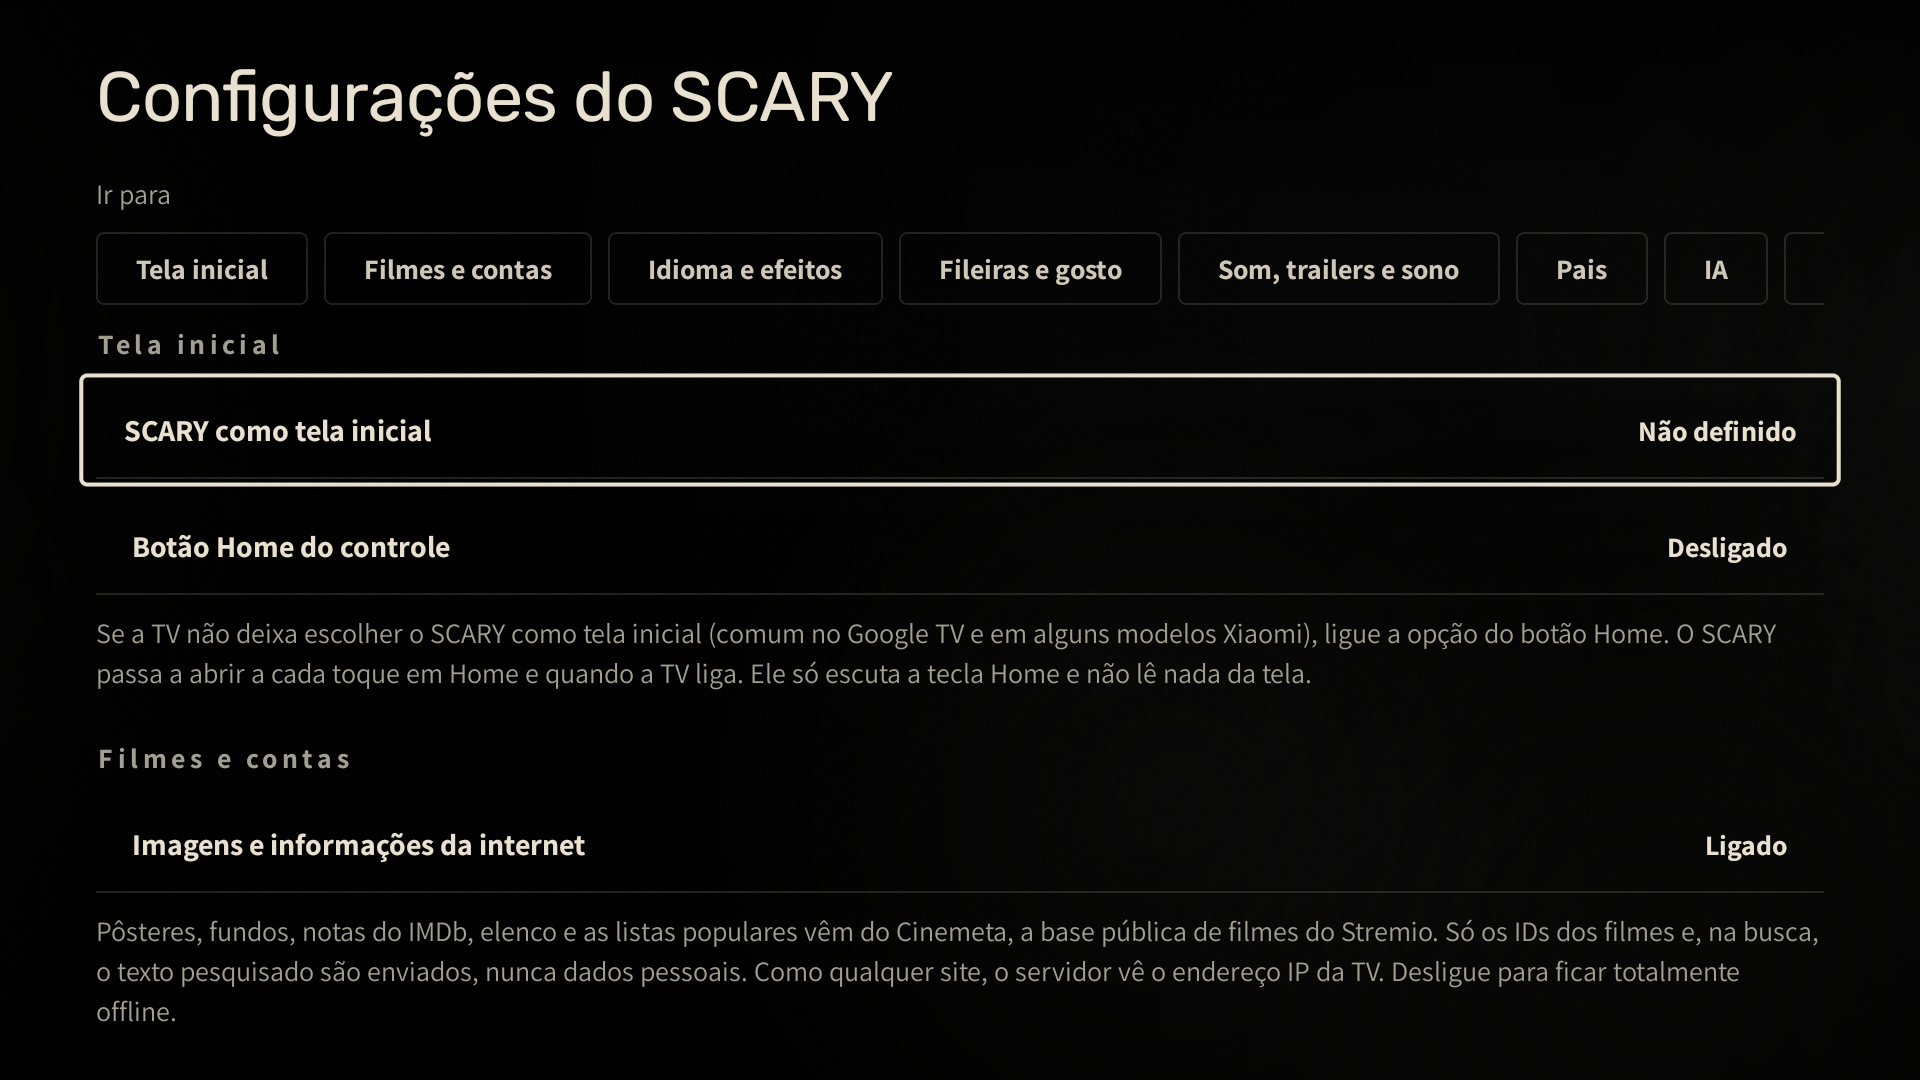 Configurações do SCARY
Ir para
Tela inicial
Filmes e contas
Idioma e efeitos
Fileiras e gosto
Som, trailers e sono
Pais
IA
Tela inicial
SCARY como tela inicial
Não definido
Botão Home do controle
Desligado
Se a TV não deixa escolher o SCARY como tela inicial (comum no Google TV e em alguns modelos Xiaomi), ligue a opção do botão Home. O SCARY
passa a abrir a cada toque em Home e quando a TV liga. Ele só escuta a tecla Home e não lê nada da tela.
Filmes e contas
Imagens e informações da internet
Ligado
Pôsteres, fundos, notas do IMDb, elenco e as listas populares vêm do Cinemeta, a base pública de filmes do Stremio. Só os IDs dos filmes e, na busca,
o texto pesquisado são enviados, nunca dados pessoais. Como qualquer site, o servidor vê o endereço IP da TV. Desligue para ficar totalmente
offline.